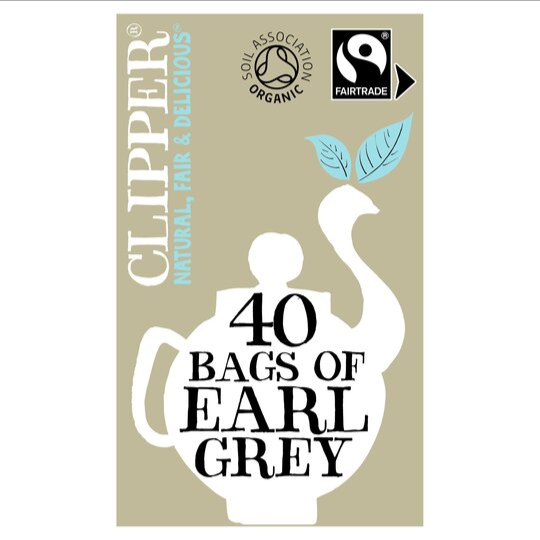 CLIPPER®
NATURAL, FAIR & DELICIOUS®
SOIL ASSOCIATION
ORGANIC
®
FAIRTRADE
40
BAGS OF
EARL
GREY